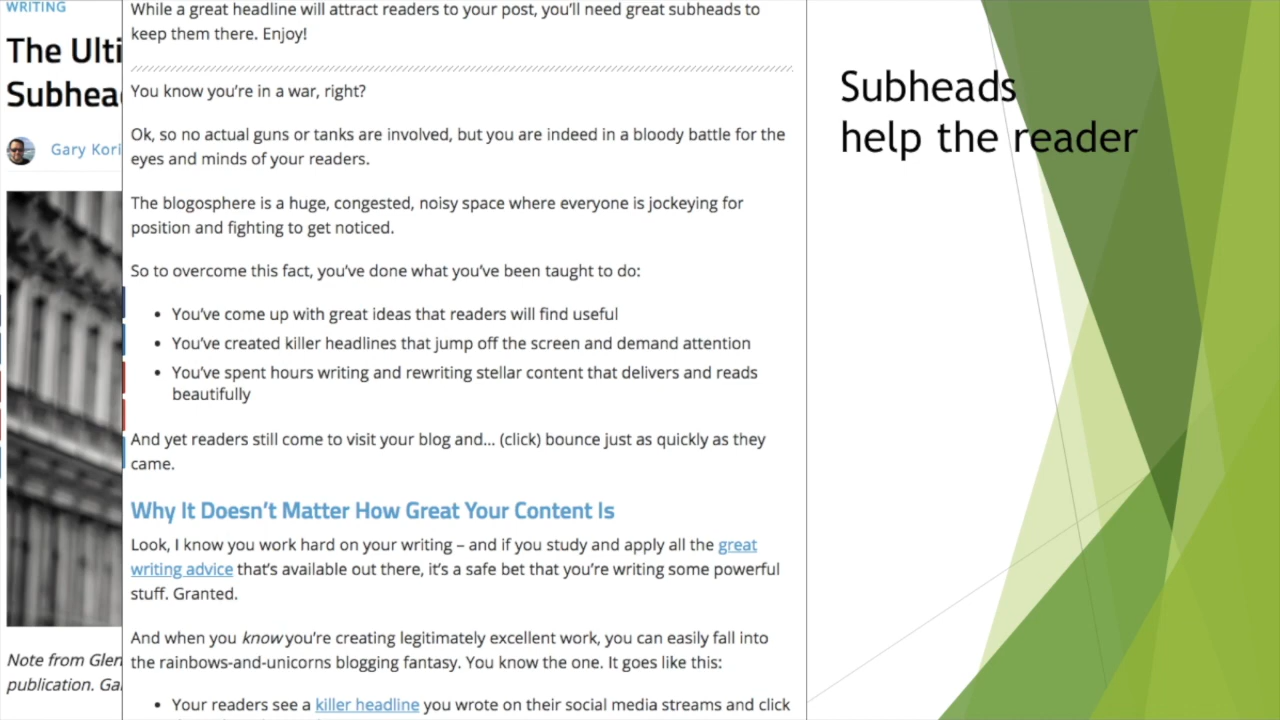 WRITING
The Ulti
Subhea
Gary Kori
Note from Glen
publication. Ga
While a great headline will attract readers to your post, you’ll need great subheads to
keep them there. Enjoy!
You know you’re in a war, right?
Ok, so no actual guns or tanks are involved, but you are indeed in a bloody battle for the
eyes and minds of your readers.
The blogosphere is a huge, congested, noisy space where everyone is jockeying for
position and fighting to get noticed.
So to overcome this fact, you’ve done what you’ve been taught to do:
• You’ve come up with great ideas that readers will find useful
• You’ve created killer headlines that jump off the screen and demand attention
• You’ve spent hours writing and rewriting stellar content that delivers and reads
beautifully
And yet readers still come to visit your blog and… (click) bounce just as quickly as they
came.
Why It Doesn’t Matter How Great Your Content Is
Look, I know you work hard on your writing – and if you study and apply all the great
writing advice that’s available out there, it’s a safe bet that you’re writing some powerful
stuff. Granted.
And when you know you’re creating legitimately excellent work, you can easily fall into
the rainbows-and-unicorns blogging fantasy. You know the one. It goes like this:
• Your readers see a killer headline you wrote on their social media streams and click
Subheads
help the reader